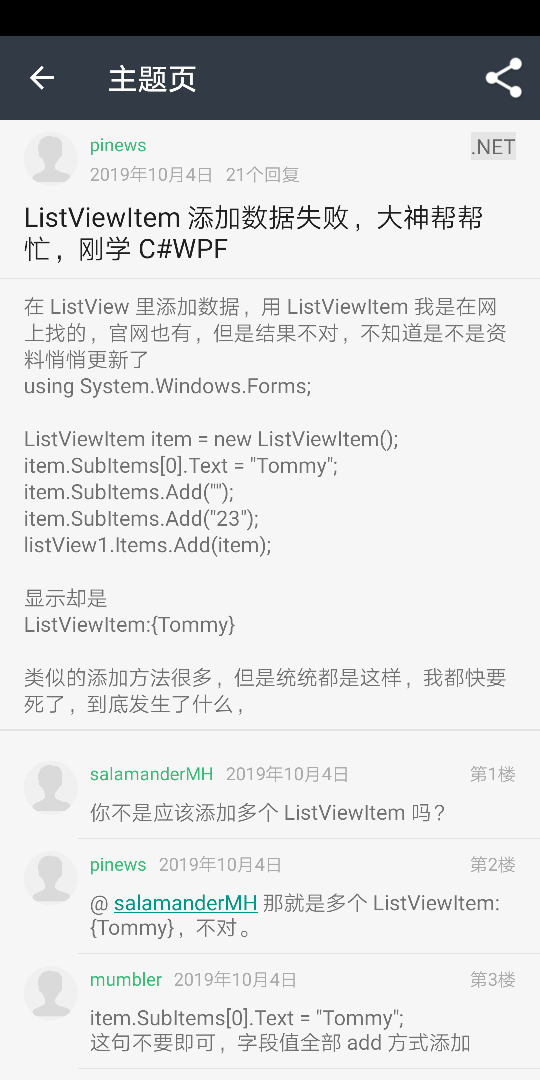 主题页
pinews
.NET
2019年10月4日 21个回复
ListViewItem 添加数据失败，大神帮帮
忙，刚学 C#WPF
在 ListView 里添加数据，用 ListViewItem 我是在网
上找的，官网也有，但是结果不对，不知道是不是资
料悄悄更新了
using System.Windows.Forms;
ListViewItem item = new ListViewItem();
item.SubItems[0].Text = "Tommy";
item.SubItems.Add("");
item.SubItems.Add("23");
listView1.Items.Add(item);
显示却是
ListViewItem:{Tommy}
类似的添加方法很多，但是统统都是这样，我都快要
死了，到底发生了什么，
salamanderMH 2019年10月4日 第1楼
你不是应该添加多个 ListViewItem 吗？
pinews 2019年10月4日 第2楼
@ salamanderMH 那就是多个 ListViewItem:
{Tommy}，不对。
mumbler 2019年10月4日 第3楼
item.SubItems[0].Text = "Tommy";
这句不要即可，字段值全部 add 方式添加